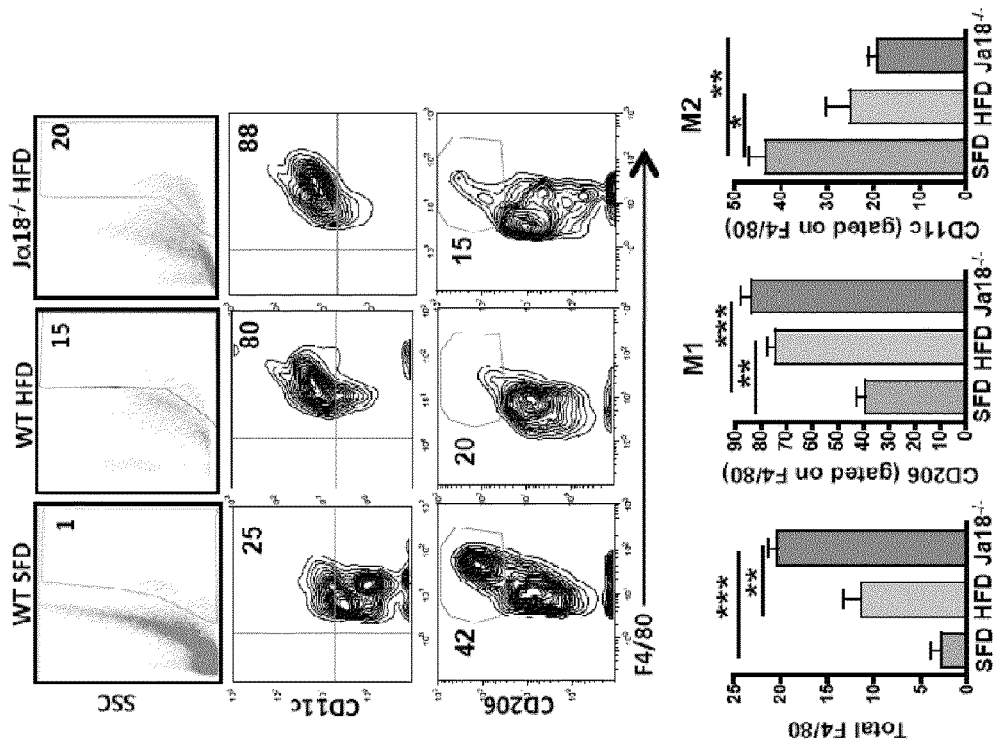 WT SFD WT HFD Jα18⁻/⁻ HFD
SSC
1 15 20
CD11c
25 80 88
CD206
42 20 15
F4/80
Total F4/80
25
20
15
10
5
0
SFD HFD Ja18⁻/⁻
***
**
M1
CD206 (gated on F4/80)
90
80
70
60
50
40
30
20
10
0
SFD HFD Ja18⁻/⁻
***
**
M2
CD11c (gated on F4/80)
50
40
30
20
10
0
SFD HFD Ja18⁻/⁻
**
*